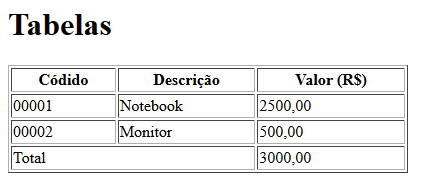 Tabelas
Códido Descrição Valor (R$)
00001 Notebook 2500,00
00002 Monitor 500,00
Total 3000,00